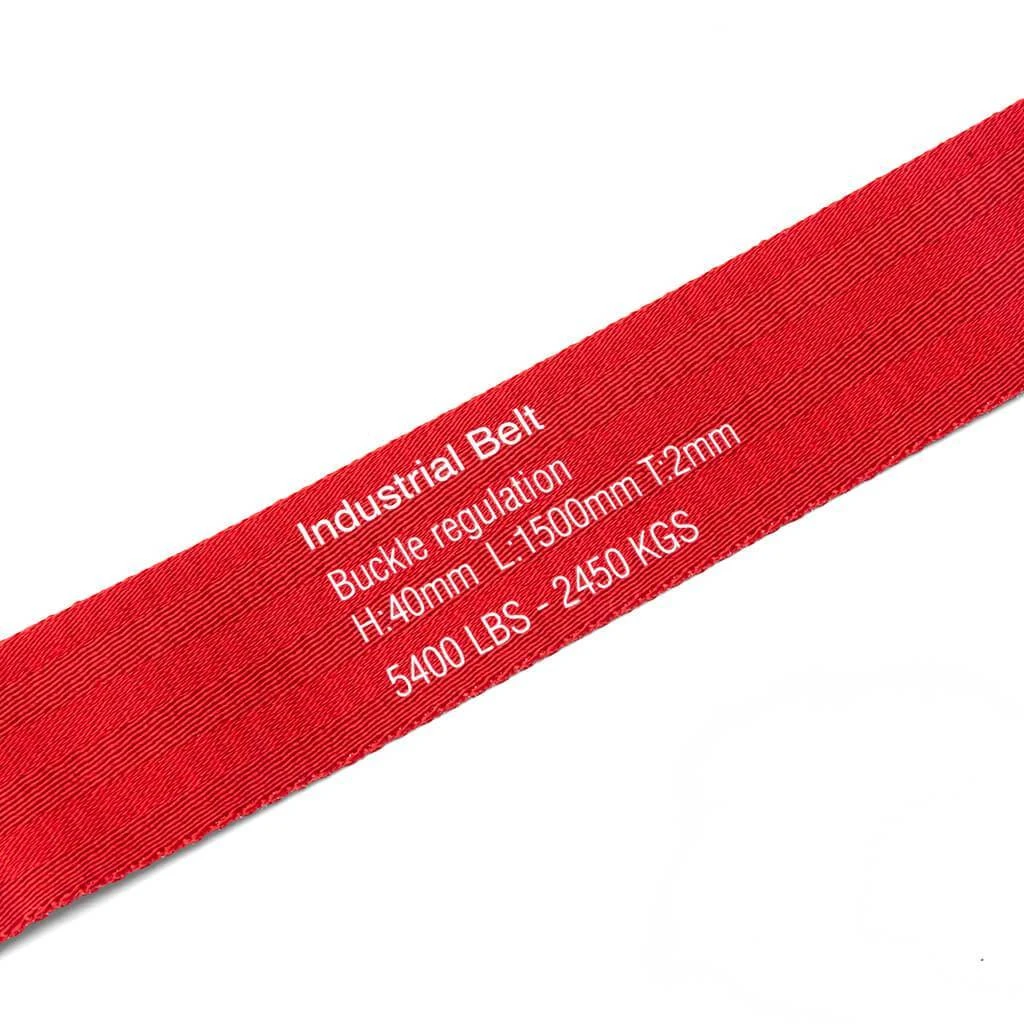 Industrial Belt
Buckle regulation
H:40mm L:1500mm T:2mm
5400 LBS - 2450 KGS